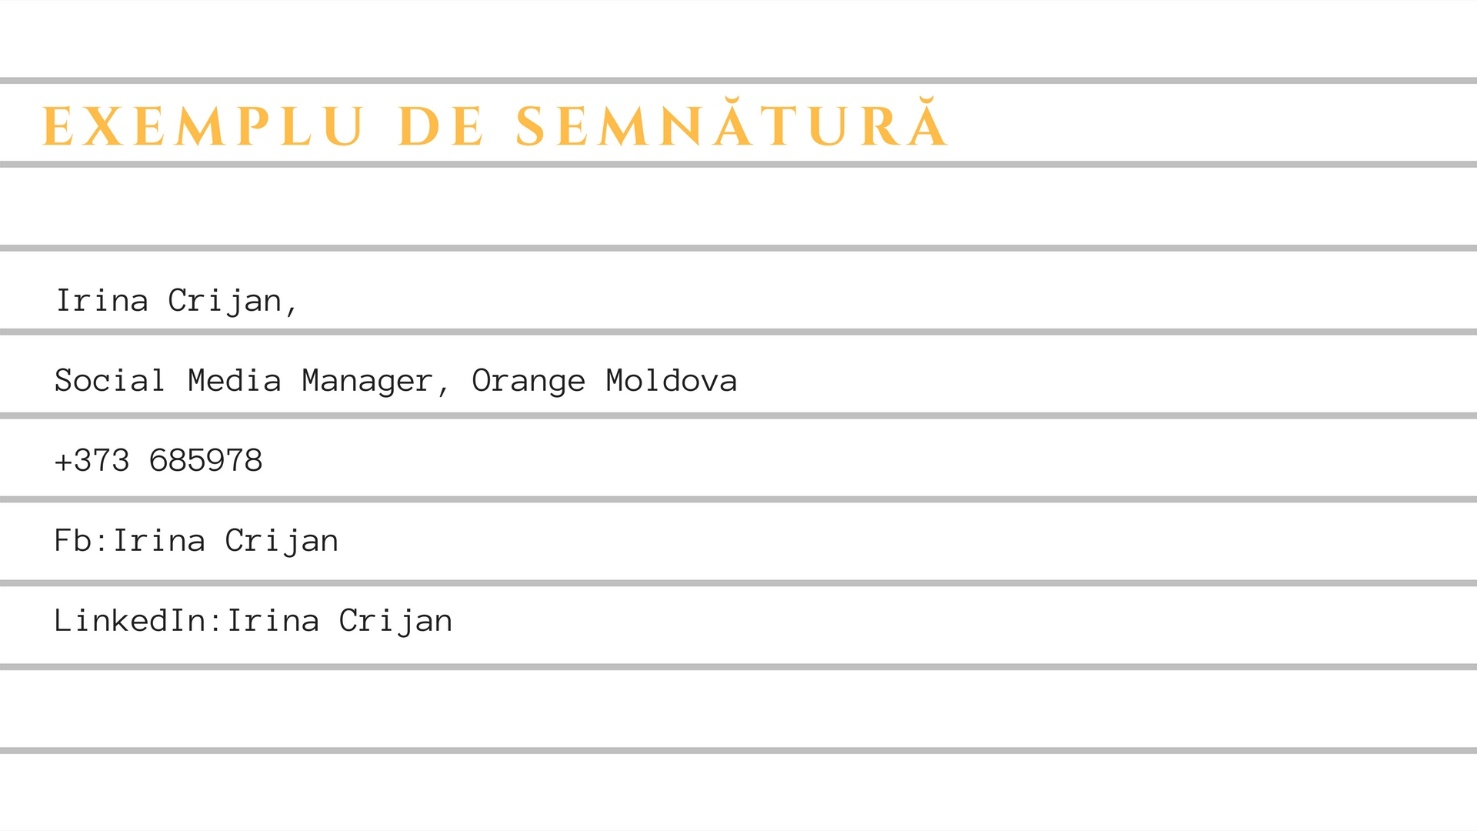 EXEMPLU DE SEMNĂTURĂ
Irina Crijan,
Social Media Manager, Orange Moldova
+373 685978
Fb:Irina Crijan
LinkedIn:Irina Crijan